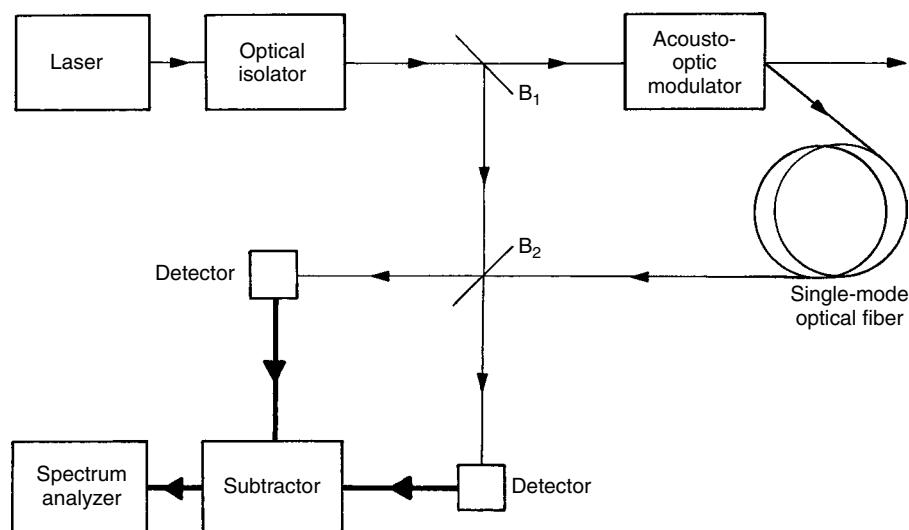 Laser
Optical
isolator
B1
Acousto-
optic
modulator
B2
Detector
Single-mode
optical fiber
Spectrum
analyzer
Subtractor
Detector